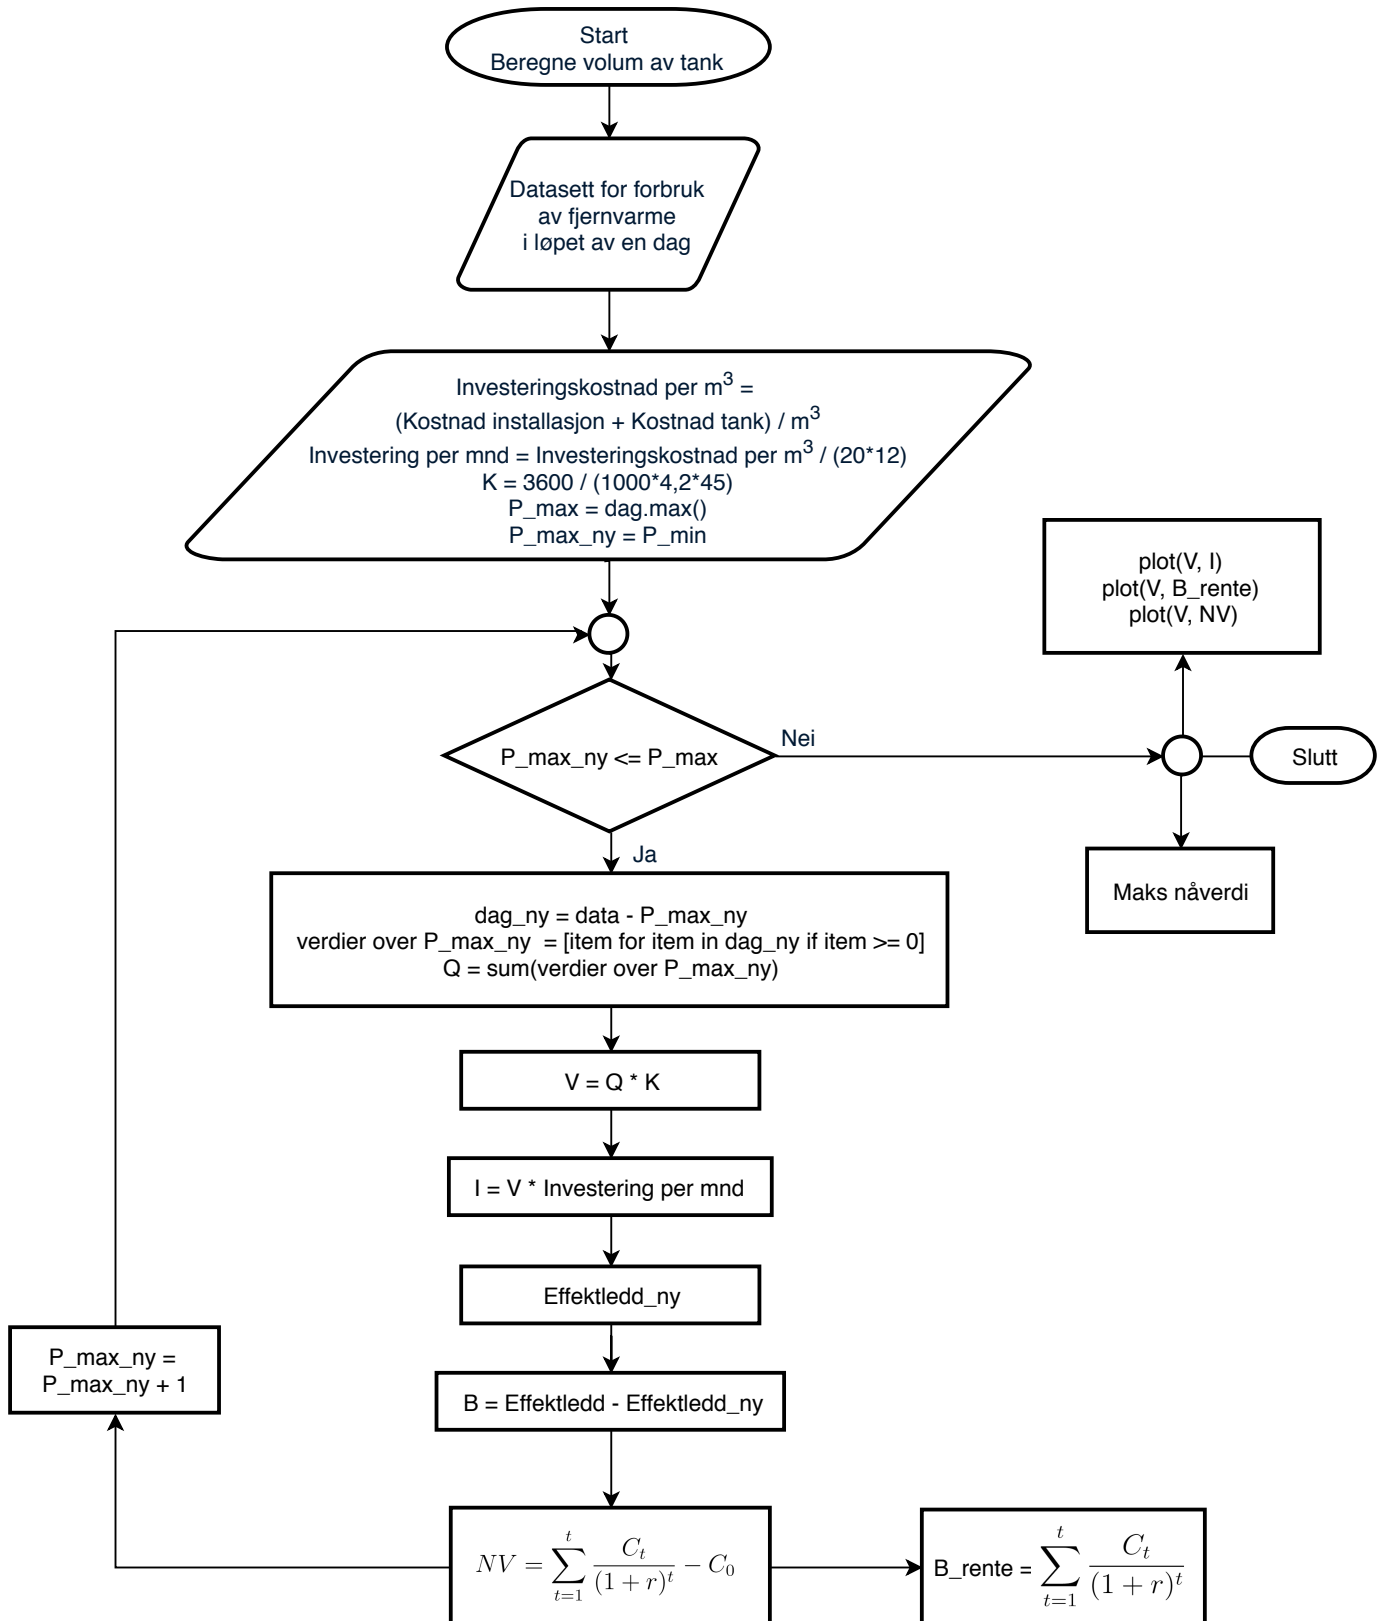 Start
Beregne volum av tank
Datasett for forbruk
av fjernvarme
i løpet av en dag
Investeringskostnad per m³ =
(Kostnad installasjon + Kostnad tank) / m³
Investering per mnd = Investeringskostnad per m³ / (20*12)
K = 3600 / (1000*4,2*45)
P_max = dag.max()
P_max_ny = P_min
plot(V, I)
plot(V, B_rente)
plot(V, NV)
P_max_ny <= P_max
Nei
Slutt
Ja
Maks nåverdi
dag_ny = data - P_max_ny
verdier over P_max_ny = [item for item in dag_ny if item >= 0]
Q = sum(verdier over P_max_ny)
V = Q * K
I = V * Investering per mnd
Effektledd_ny
P_max_ny =
P_max_ny + 1
B = Effektledd - Effektledd_ny
NV = \sum_{t=1}^{t} \frac{C_t}{(1+r)^t} - C_0
B_rente = \sum_{t=1}^{t} \frac{C_t}{(1+r)^t}